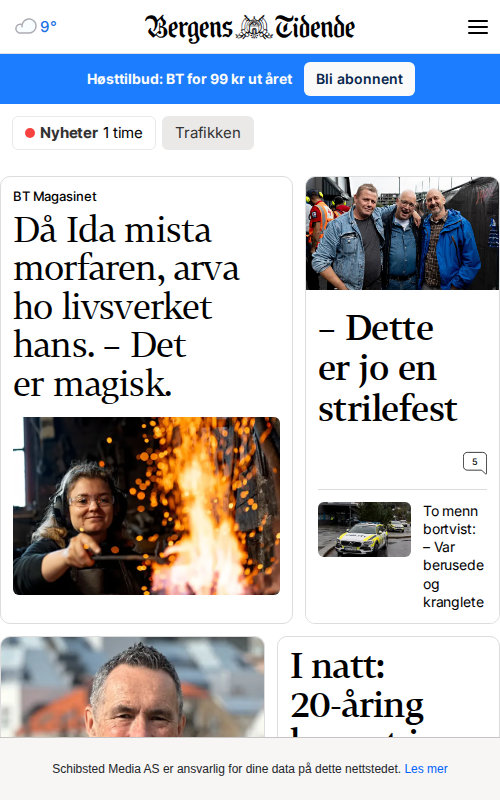 9°
Bergens Tidende
Høsttilbud: BT for 99 kr ut året
Bli abonnent
Nyheter 1 time
Trafikken
BT Magasinet
Då Ida mista
morfaren, arva
ho livsverket
hans. – Det
er magisk.
– Dette
er jo en
strilefest
5
To menn
bortvist:
– Var
berusede
og
kranglete
I natt:
20-åring
Schibsted Media AS er ansvarlig for dine data på dette nettstedet. Les mer